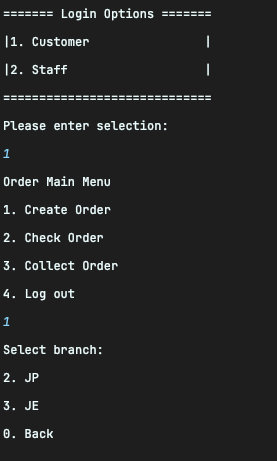 ======= Login Options =======
|1. Customer                |
|2. Staff                   |
=============================
Please enter selection:
1
Order Main Menu
1. Create Order
2. Check Order
3. Collect Order
4. Log out
1
Select branch:
2. JP
3. JE
0. Back